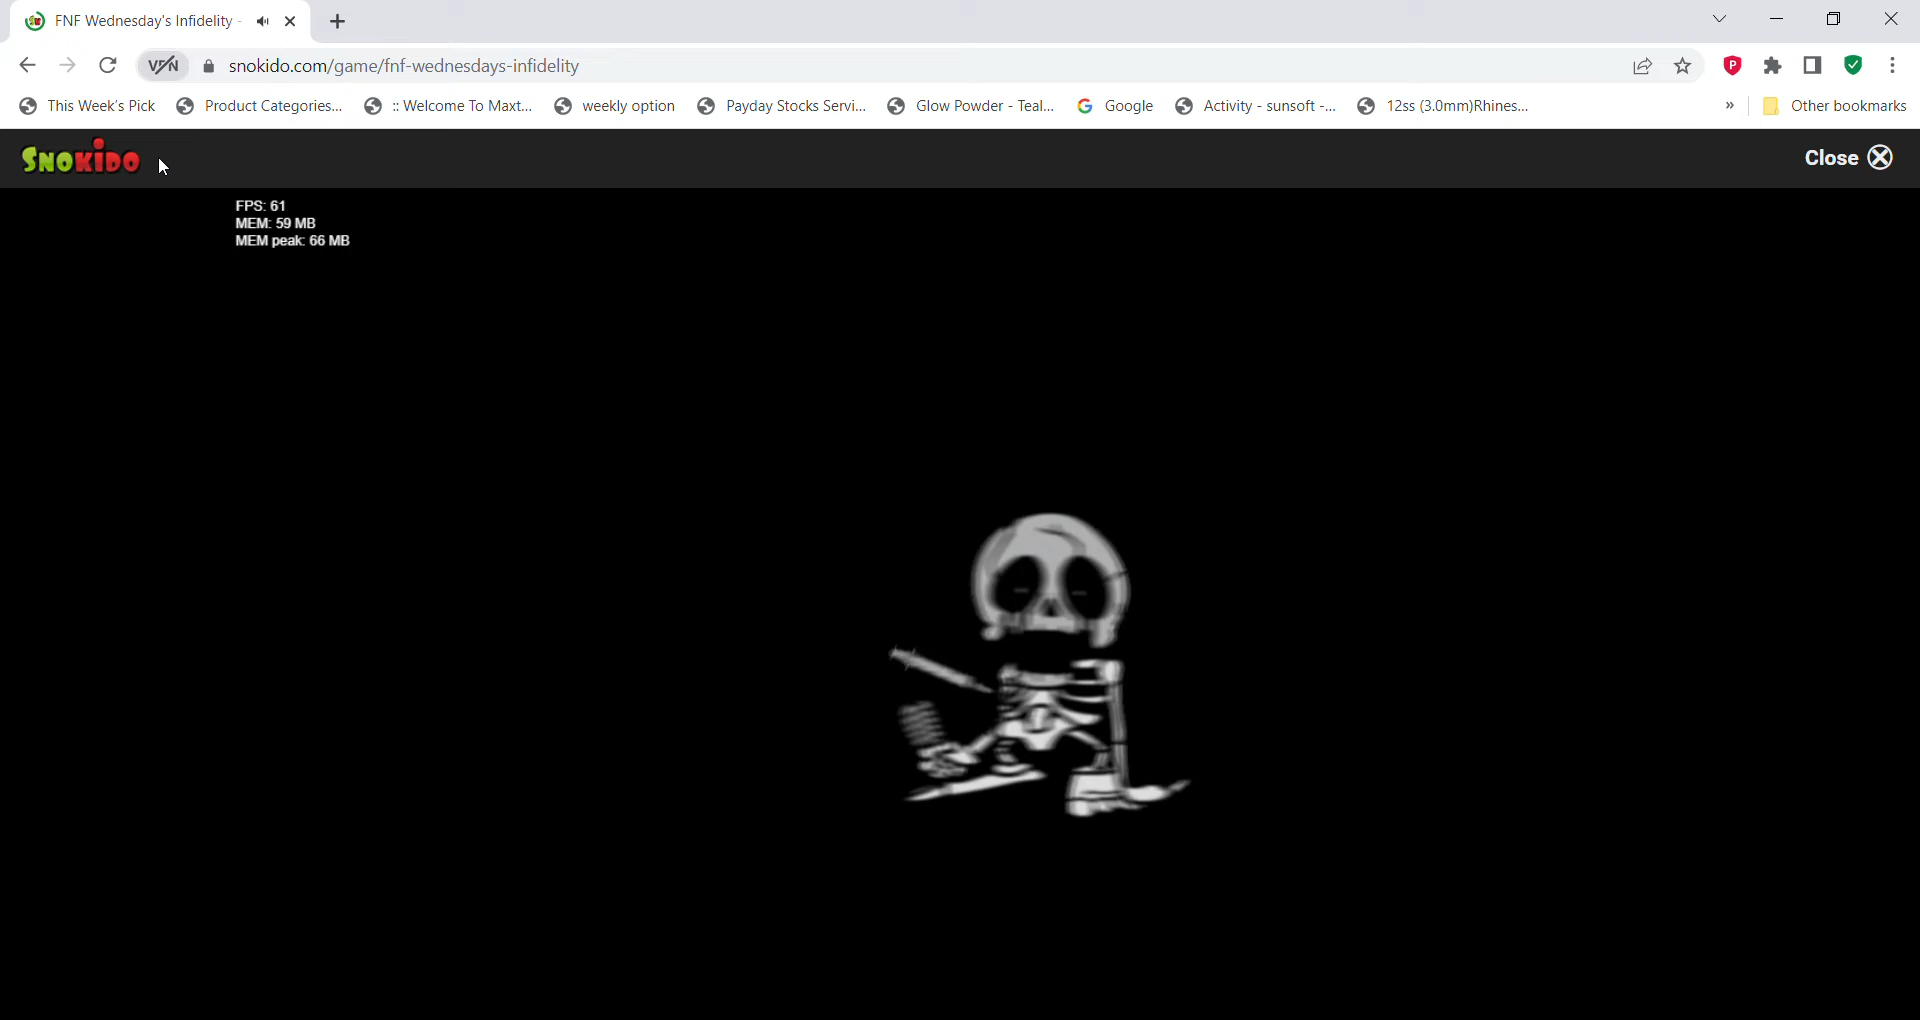 FNF Wednesday's Infidelity -
VPN
snokido.com/game/fnf-wednesdays-infidelity
This Week's Pick
Product Categories...
:: Welcome To Maxt...
weekly option
Payday Stocks Servi...
Glow Powder - Teal...
Google
Activity - sunsoft -...
12ss (3.0mm)Rhines...
»
Other bookmarks
SNOKIDO
Close
FPS: 61
MEM: 59 MB
MEM peak: 66 MB